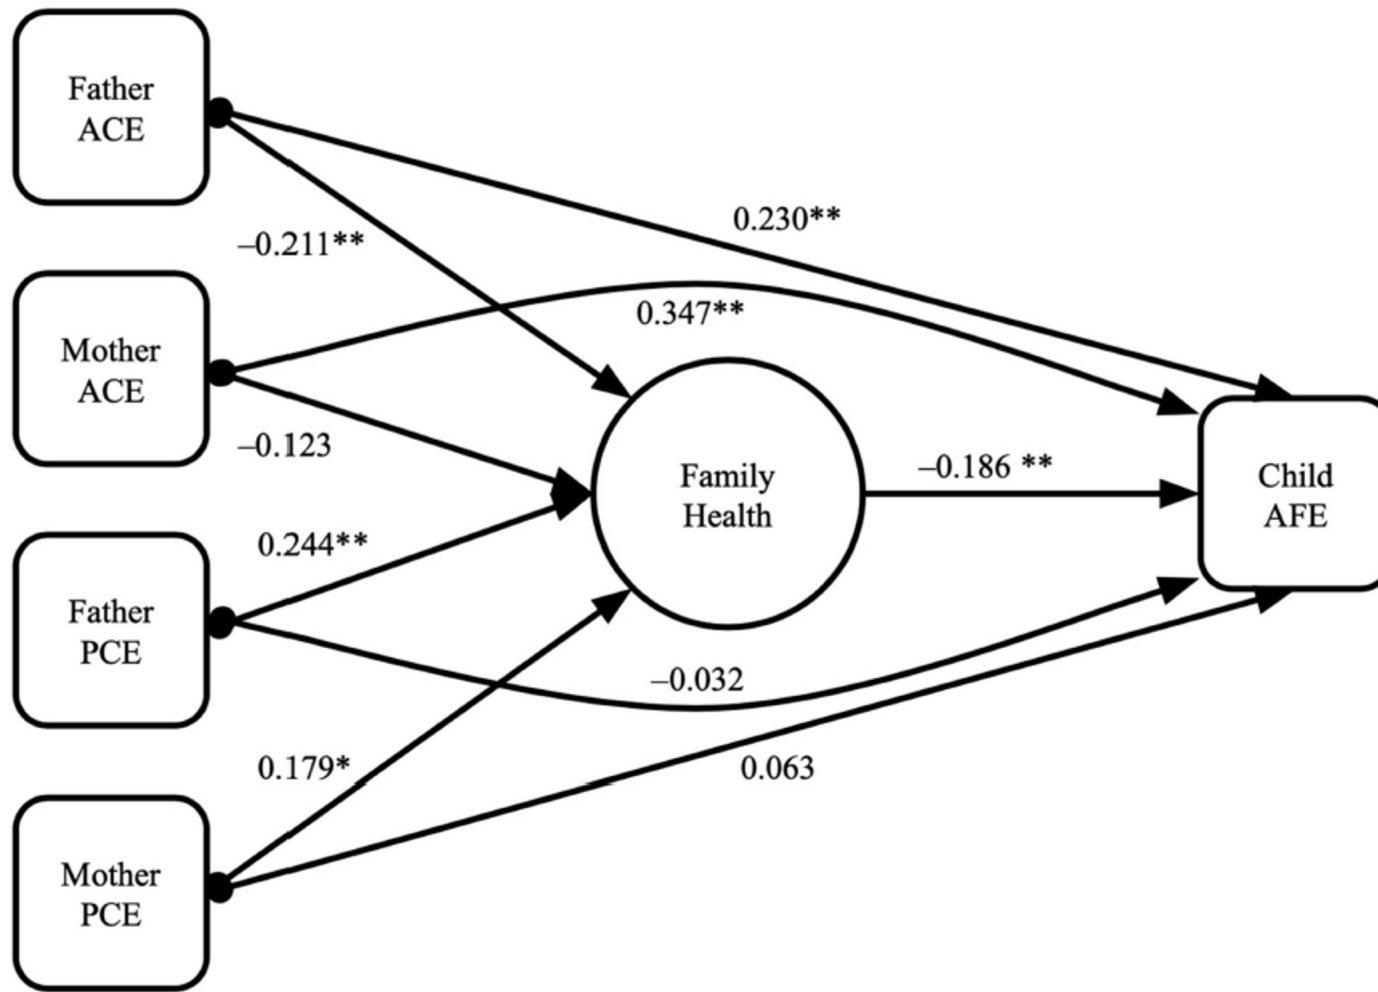 Father
ACE
0.230**
–0.211**
0.347**
Mother
ACE
–0.123
Family
Health
–0.186 **
Child
AFE
0.244**
Father
PCE
–0.032
0.179*
0.063
Mother
PCE